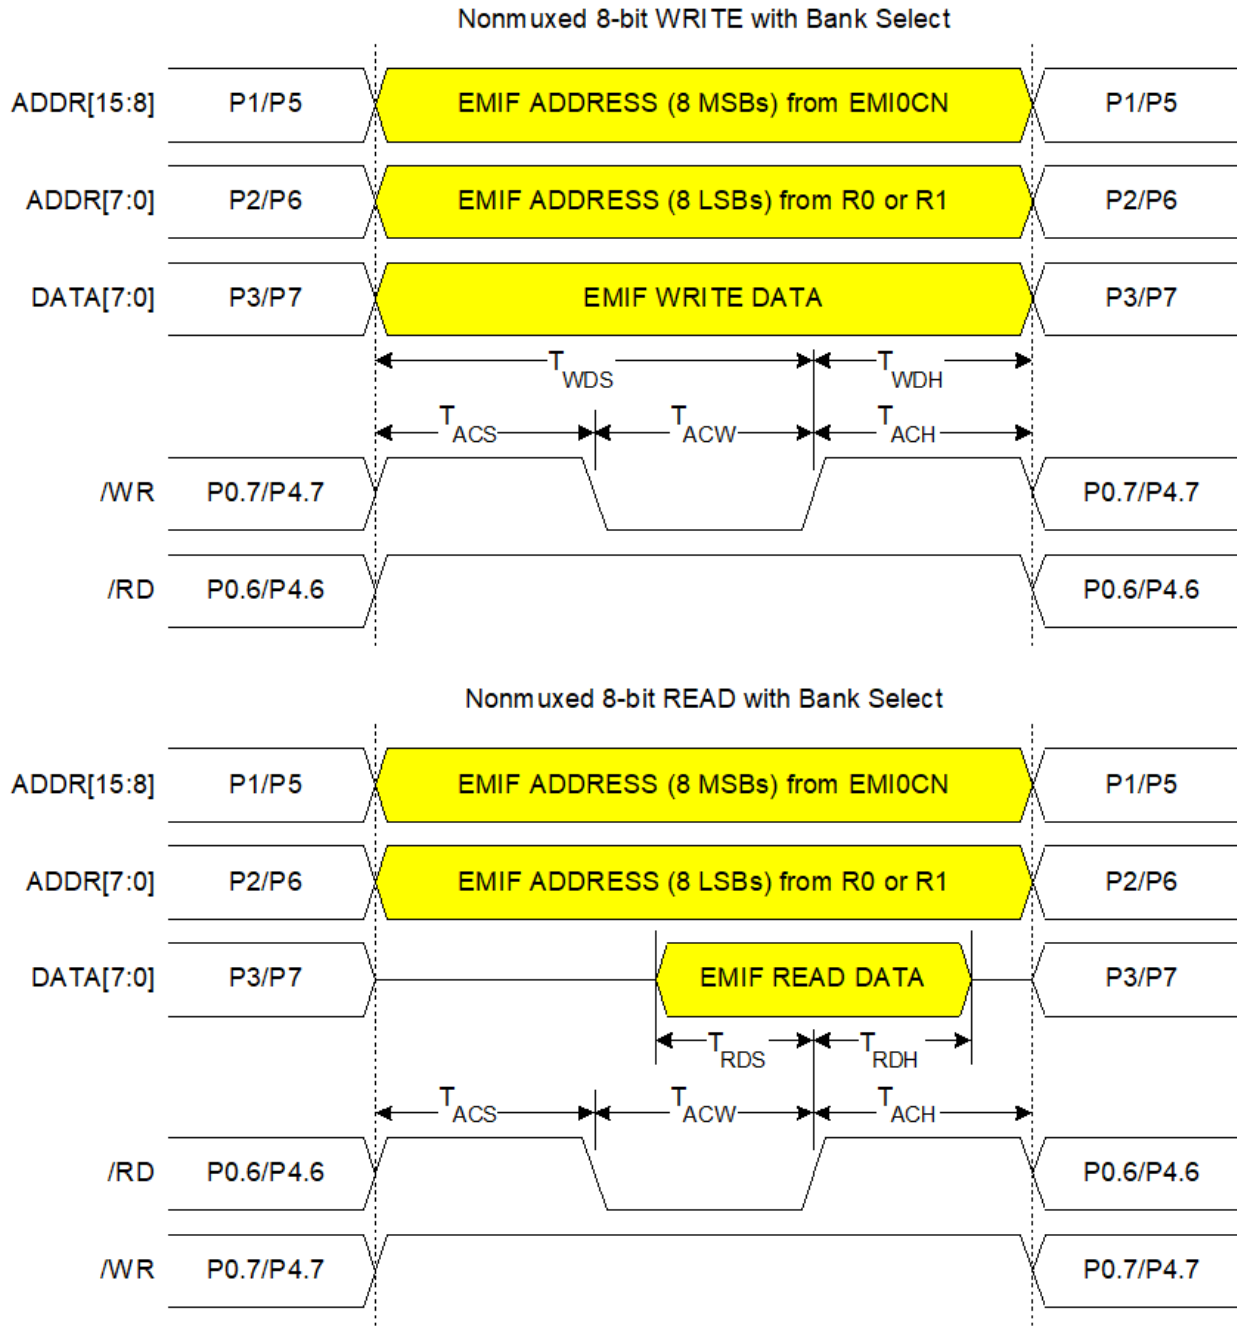 Nonmuxed 8-bit WRITE with Bank Select
ADDR[15:8] P1/P5 EMIF ADDRESS (8 MSBs) from EMI0CN P1/P5
ADDR[7:0] P2/P6 EMIF ADDRESS (8 LSBs) from R0 or R1 P2/P6
DATA[7:0] P3/P7 EMIF WRITE DATA P3/P7
TWDS TWDH
TACS TACW TACH
/WR P0.7/P4.7 P0.7/P4.7
/RD P0.6/P4.6 P0.6/P4.6
Nonmuxed 8-bit READ with Bank Select
ADDR[15:8] P1/P5 EMIF ADDRESS (8 MSBs) from EMI0CN P1/P5
ADDR[7:0] P2/P6 EMIF ADDRESS (8 LSBs) from R0 or R1 P2/P6
DATA[7:0] P3/P7 EMIF READ DATA P3/P7
TRDS TRDH
TACS TACW TACH
/RD P0.6/P4.6 P0.6/P4.6
/WR P0.7/P4.7 P0.7/P4.7